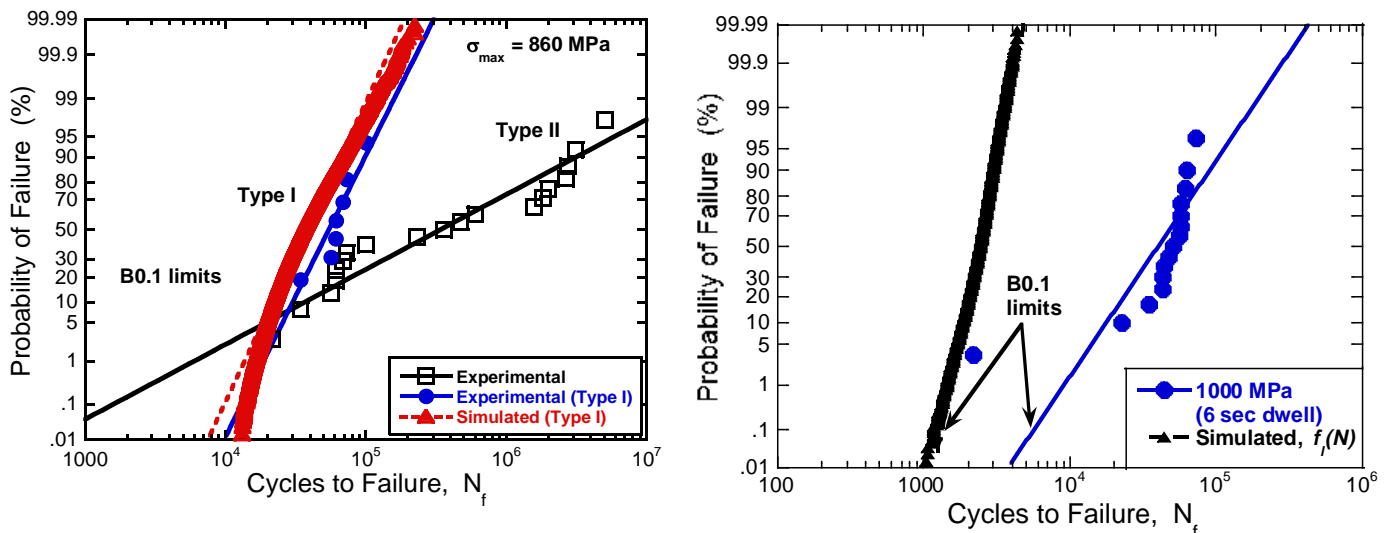 99.99
99.9
99
95
90
80
70
50
30
10
5
1
.1
.01
Probability of Failure (%)
σmax = 860 MPa
Type II
Type I
B0.1 limits
Experimental
Experimental (Type I)
Simulated (Type I)
1000
10^4
10^5
10^6
10^7
Cycles to Failure, N_f
99.99
99.9
99
95
90
80
70
50
30
20
10
5
1
.1
.01
Probability of Failure (%)
B0.1
limits
1000 MPa
(6 sec dwell)
Simulated, f_I(N)
100
1000
10^4
10^5
10^6
Cycles to Failure, N_f